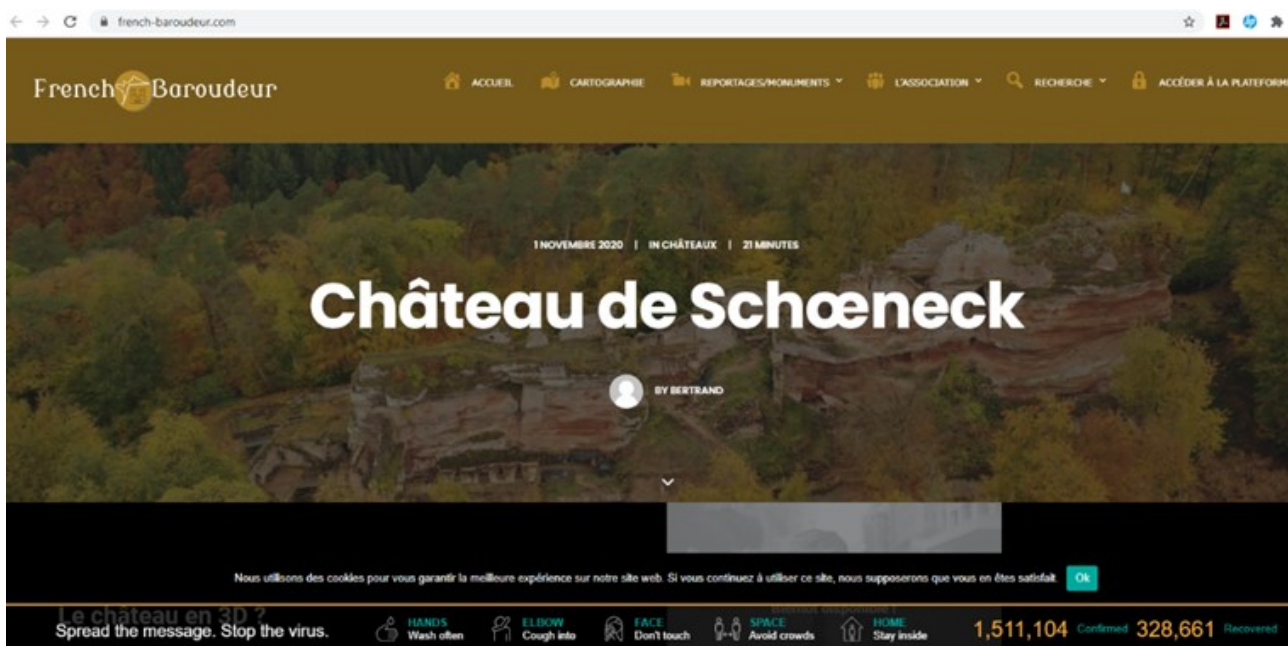 french-baroudeur.com
French Baroudeur
ACCUEIL
CARTOGRAPHIE
REPORTAGES/MONUMENTS
L'ASSOCIATION
RECHERCHE
ACCÉDER À LA PLATEFORME
1 NOVEMBRE 2020 | IN CHÂTEAUX | 21 MINUTES
Château de Schœneck
BY BERTRAND
Nous utilisons des cookies pour vous garantir la meilleure expérience sur notre site web. Si vous continuez à utiliser ce site, nous supposerons que vous en êtes satisfait. Ok
Le château en 3D ?
Bientôt disponible !
Spread the message. Stop the virus.
HANDS
Wash often
ELBOW
Cough into
FACE
Don't touch
SPACE
Avoid crowds
HOME
Stay inside
1,511,104 Confirmed 328,661 Recovered